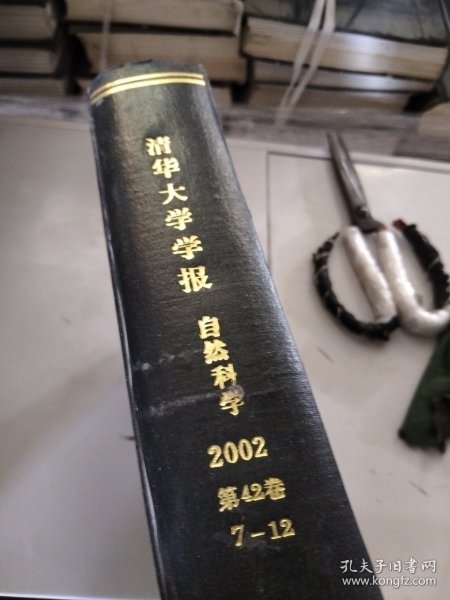 清华大学学报
自然科学
2002
第42卷
7-12
孔夫子旧书网
www.kongfz.com